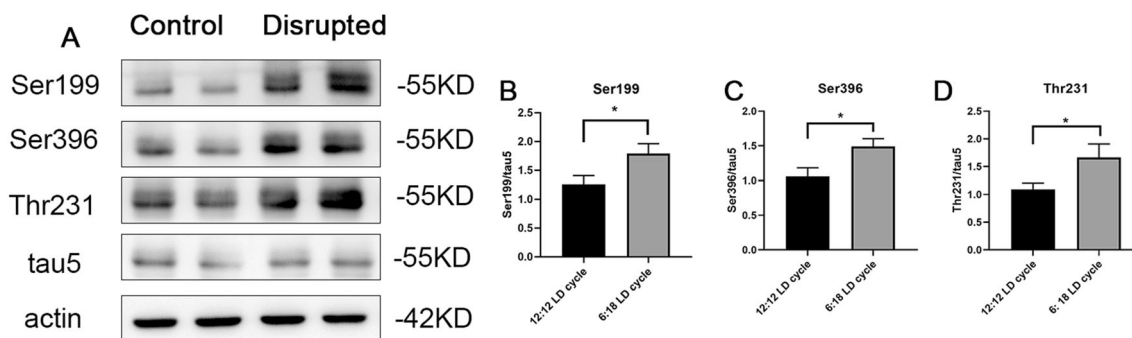 A
Control Disrupted
Ser199 -55KD
Ser396 -55KD
Thr231 -55KD
tau5 -55KD
actin -42KD
B
Ser199
Ser199/tau5
2.5
2.0
1.5
1.0
0.5
0.0
*
12:12 LD cycle
6:18 LD cycle
C
Ser396
Ser396/tau5
2.0
1.5
1.0
0.5
0.0
*
12:12 LD cycle
6:18 LD cycle
D
Thr231
Thr231/tau5
2.5
2.0
1.5
1.0
0.5
0.0
*
12:12 LD cycle
6:18 LD cycle